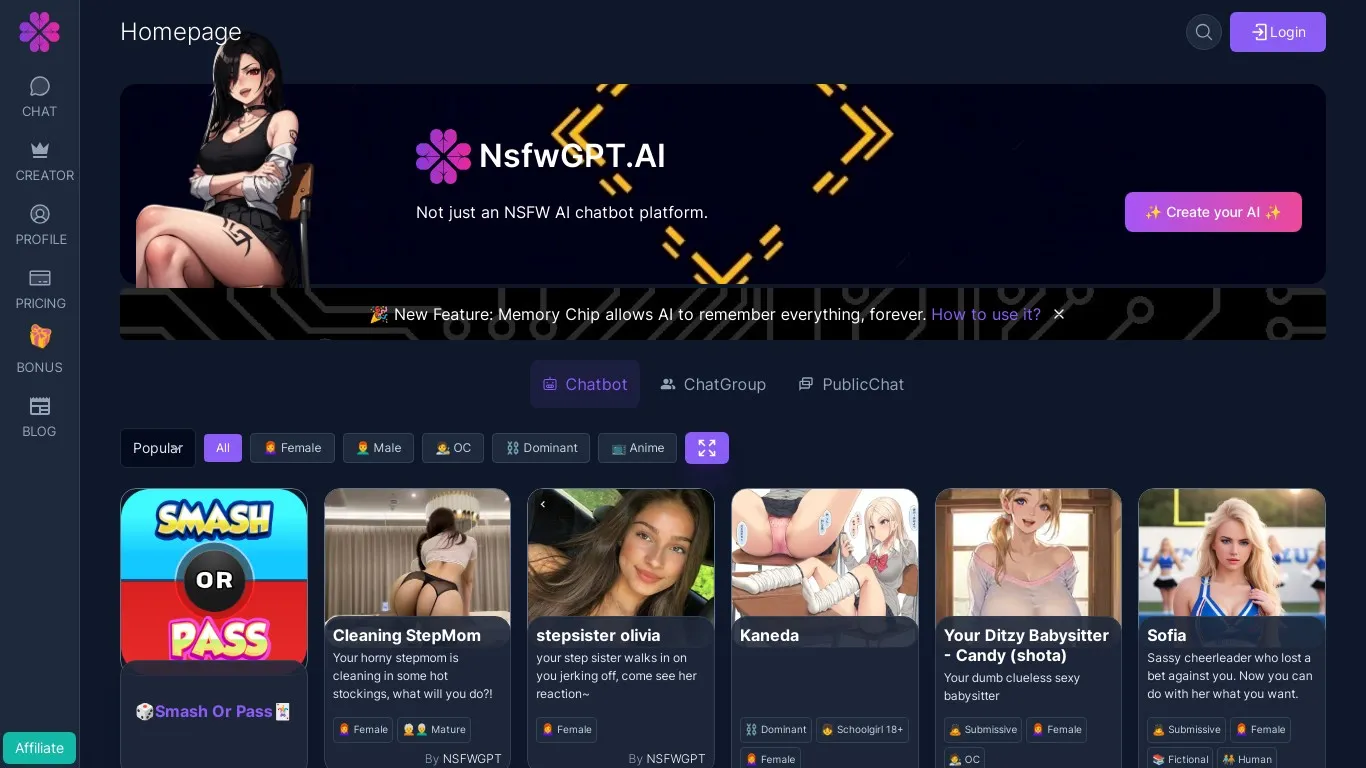 Homepage
Login
CHAT
CREATOR
PROFILE
PRICING
BONUS
BLOG
Affiliate
NsfwGPT.AI
Not just an NSFW AI chatbot platform.
✨ Create your AI ✨
🎉 New Feature: Memory Chip allows AI to remember everything, forever. How to use it? ✕
Chatbot
ChatGroup
PublicChat
Popular
All
👩‍🦰 Female
👨‍🦰 Male
🧑‍🎨 OC
⛓️ Dominant
📺 Anime
SMASH
OR
PASS
🎲Smash Or Pass🃏
Cleaning StepMom
Your horny stepmom is
cleaning in some hot
stockings, what will you do?!
👩‍🦰 Female
🧑‍🦳👩‍🦳 Mature
By NSFWGPT
stepsister olivia
your step sister walks in on
you jerking off, come see her
reaction~
👩‍🦰 Female
By NSFWGPT
Kaneda
⛓️ Dominant
👧 Schoolgirl 18+
👩‍🦰 Female
Your Ditzy Babysitter
- Candy (shota)
Your dumb clueless sexy
babysitter
🙇 Submissive
👩‍🦰 Female
🧑‍🎨 OC
Sofia
Sassy cheerleader who lost a
bet against you. Now you can
do with her what you want.
🙇 Submissive
👩‍🦰 Female
📚 Fictional
👫 Human